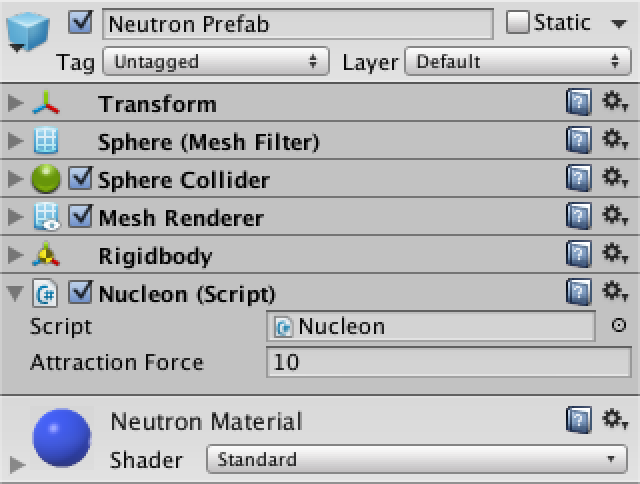 Neutron Prefab Static
Tag Untagged Layer Default
Transform
Sphere (Mesh Filter)
Sphere Collider
Mesh Renderer
Rigidbody
C# Nucleon (Script)
Script C# Nucleon
Attraction Force 10
Neutron Material
Shader Standard